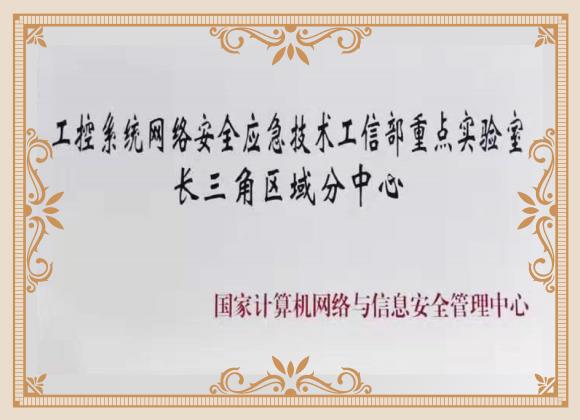 工控系统网络安全应急技术工信部重点实验室
长三角区域分中心
国家计算机网络与信息安全管理中心